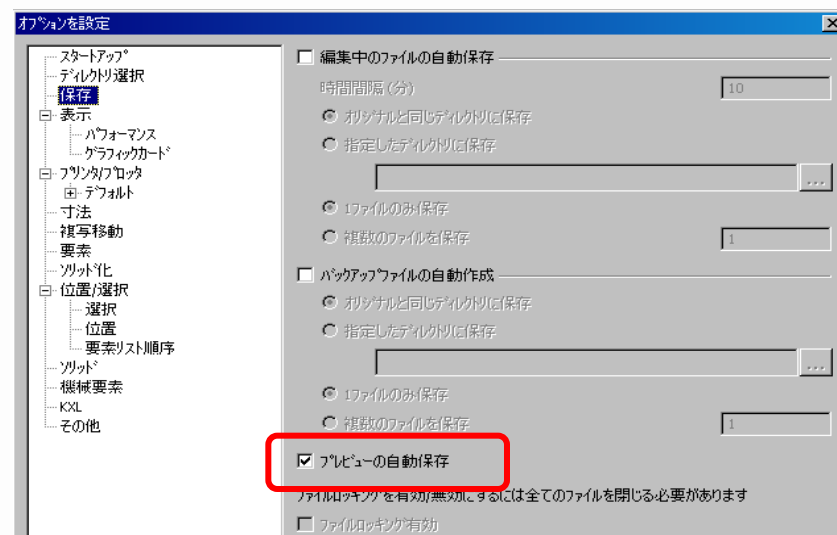 オプションを設定
スタートアップ
ディレクトリ選択
保存
表示
パフォーマンス
グラフィックカード
プリンタ/プロッタ
デフォルト
寸法
複写移動
要素
ソリッド化
位置/選択
選択
位置
要素リスト順序
ソリッド
機械要素
KXL
その他
編集中のファイルの自動保存
時間間隔(分) 10
オリジナルと同じディレクトリに保存
指定したディレクトリに保存
...
1ファイルのみ保存
複数のファイルを保存 1
バックアップファイルの自動作成
オリジナルと同じディレクトリに保存
指定したディレクトリに保存
...
1ファイルのみ保存
複数のファイルを保存 1
プレビューの自動保存
ファイルロッキングを有効/無効にするには全てのファイルを閉じる必要があります
ファイルロッキング有効